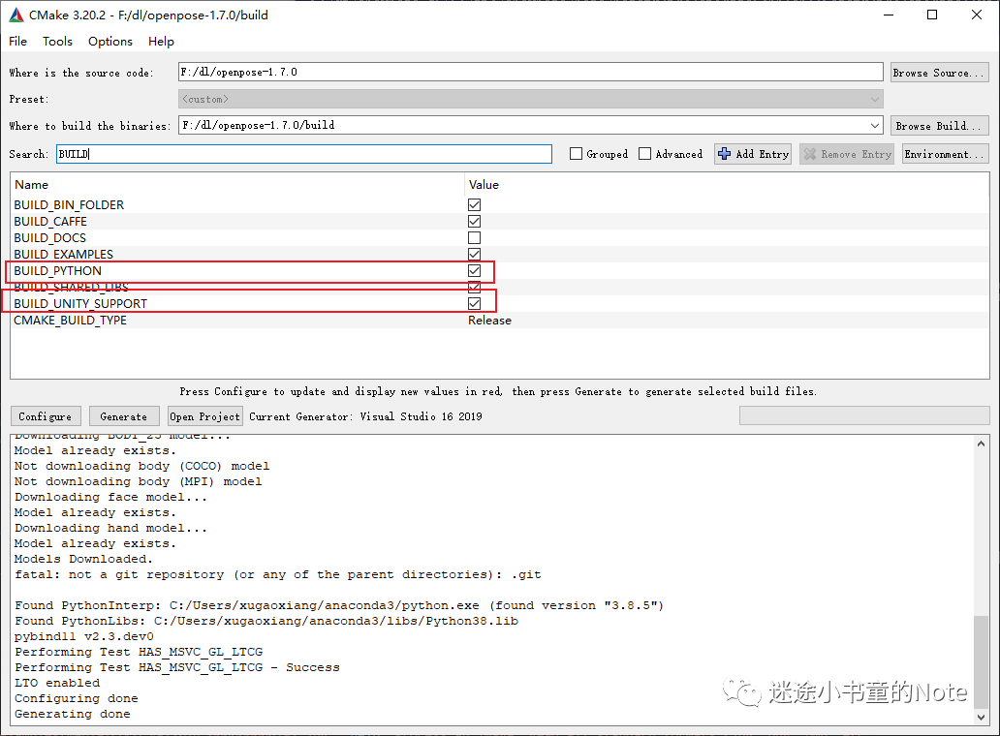 CMake 3.20.2 - F:/dl/openpose-1.7.0/build
File Tools Options Help
Where is the source code: F:/dl/openpose-1.7.0 Browse Source...
Preset: <custom>
Where to build the binaries: F:/dl/openpose-1.7.0/build Browse Build...
Search: BUILD Grouped Advanced Add Entry Remove Entry Environment...
Name Value
BUILD_BIN_FOLDER
BUILD_CAFFE
BUILD_DOCS
BUILD_EXAMPLES
BUILD_PYTHON
BUILD_SHARED_LIBS
BUILD_UNITY_SUPPORT
CMAKE_BUILD_TYPE Release
Press Configure to update and display new values in red, then press Generate to generate selected build files.
Configure Generate Open Project Current Generator: Visual Studio 16 2019
Downloading BODY_25 model...
Model already exists.
Not downloading body (COCO) model
Not downloading body (MPI) model
Downloading face model...
Model already exists.
Downloading hand model...
Model already exists.
Models Downloaded.
fatal: not a git repository (or any of the parent directories): .git
Found PythonInterp: C:/Users/xugaoxiang/anaconda3/python.exe (found version "3.8.5")
Found PythonLibs: C:/Users/xugaoxiang/anaconda3/libs/Python38.lib
pybind11 v2.3.dev0
Performing Test HAS_MSVC_GL_LTCG
Performing Test HAS_MSVC_GL_LTCG - Success
LTO enabled
Configuring done
Generating done
迷途小书童的Note